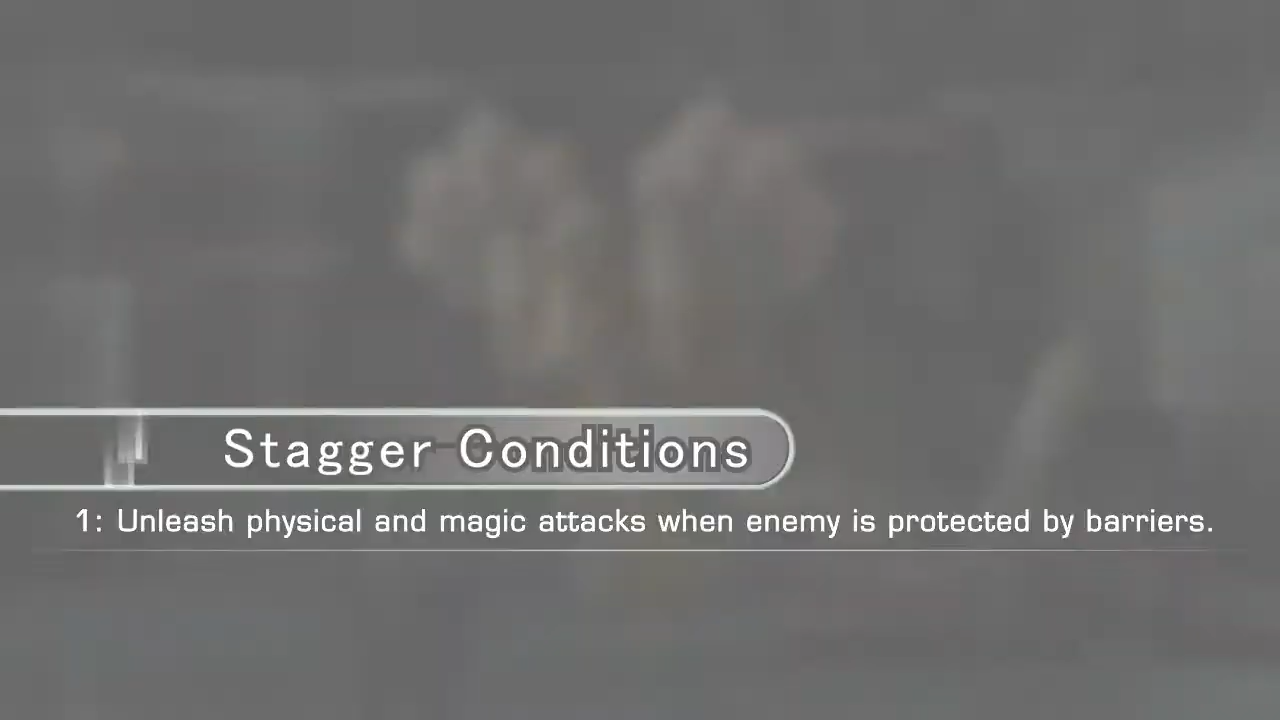 Stagger Conditions
1: Unleash physical and magic attacks when enemy is protected by barriers.